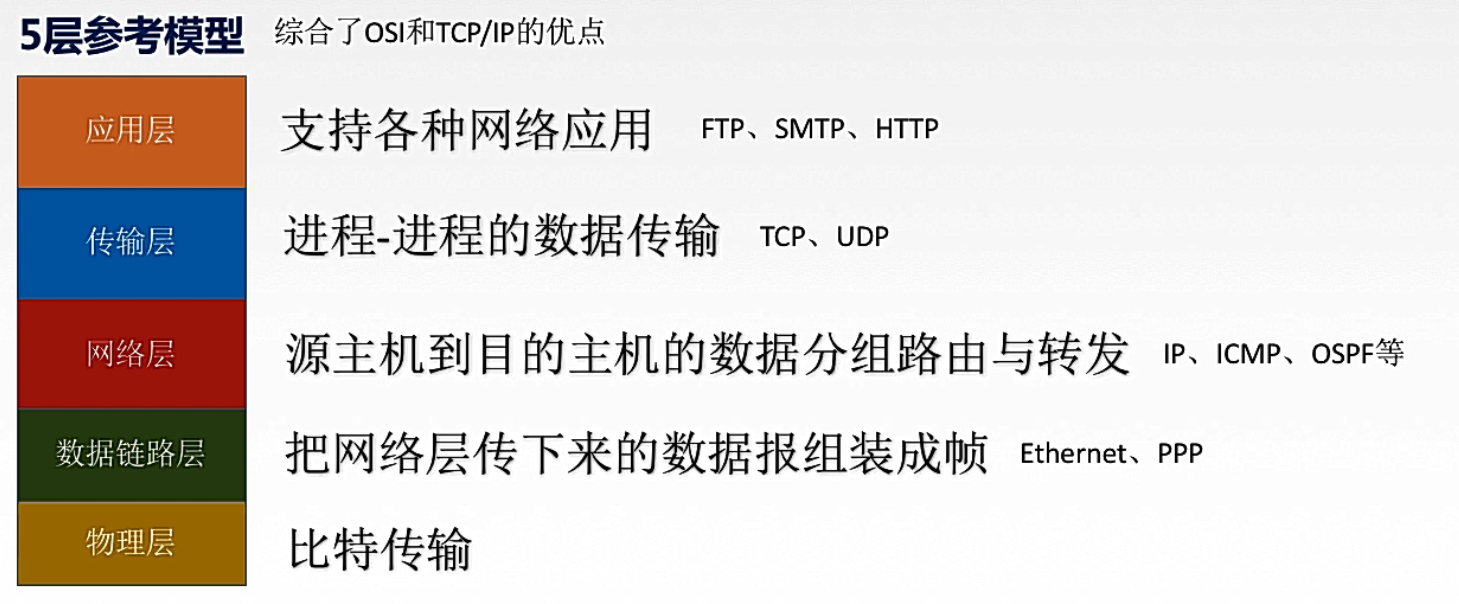 5层参考模型 综合了OSI和TCP/IP的优点
应用层 支持各种网络应用 FTP、SMTP、HTTP
传输层 进程-进程的数据传输 TCP、UDP
网络层 源主机到目的主机的数据分组路由与转发 IP、ICMP、OSPF等
数据链路层 把网络层传下来的数据报组装成帧 Ethernet、PPP
物理层 比特传输